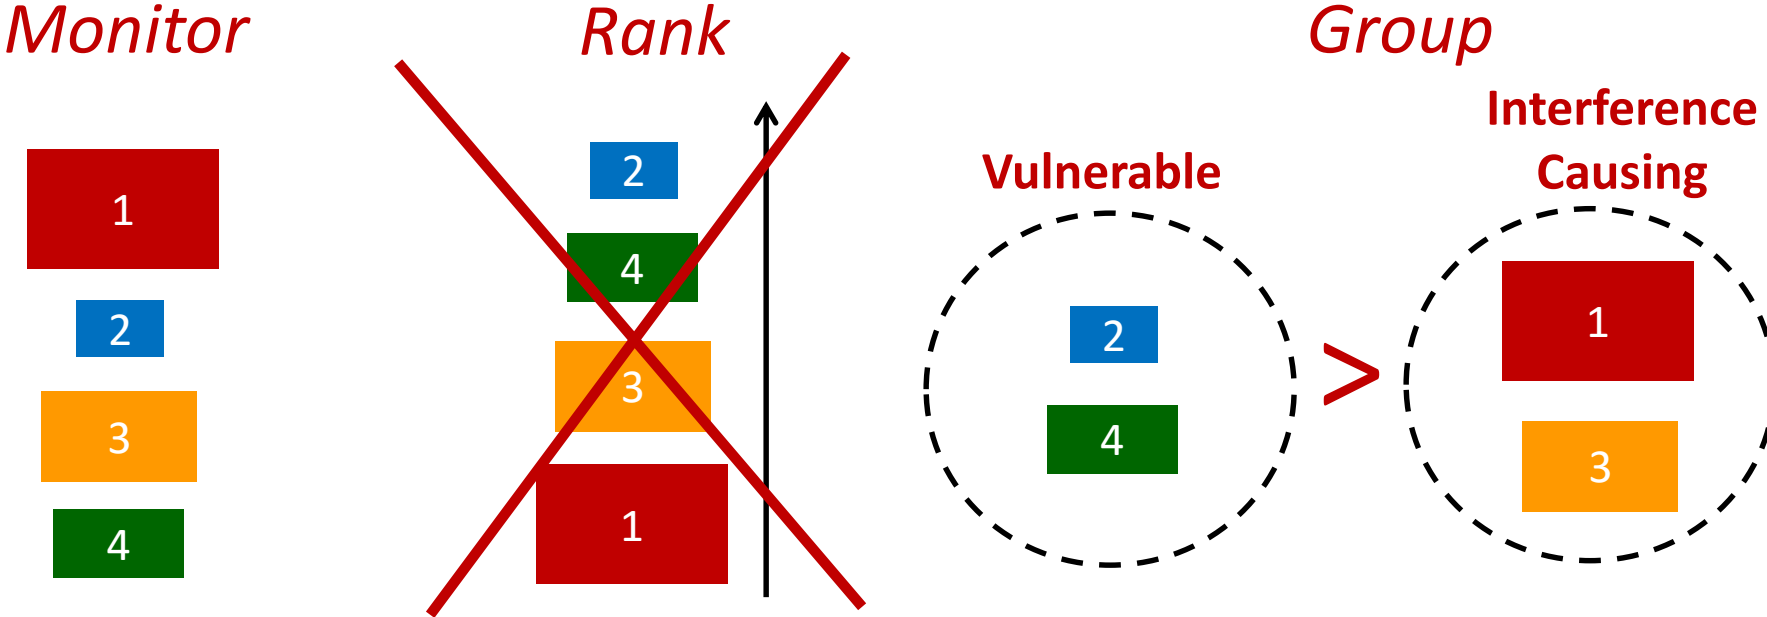 Monitor
1
2
3
4
Rank
2
4
3
1
Group
Vulnerable
2
4
>
Interference
Causing
1
3